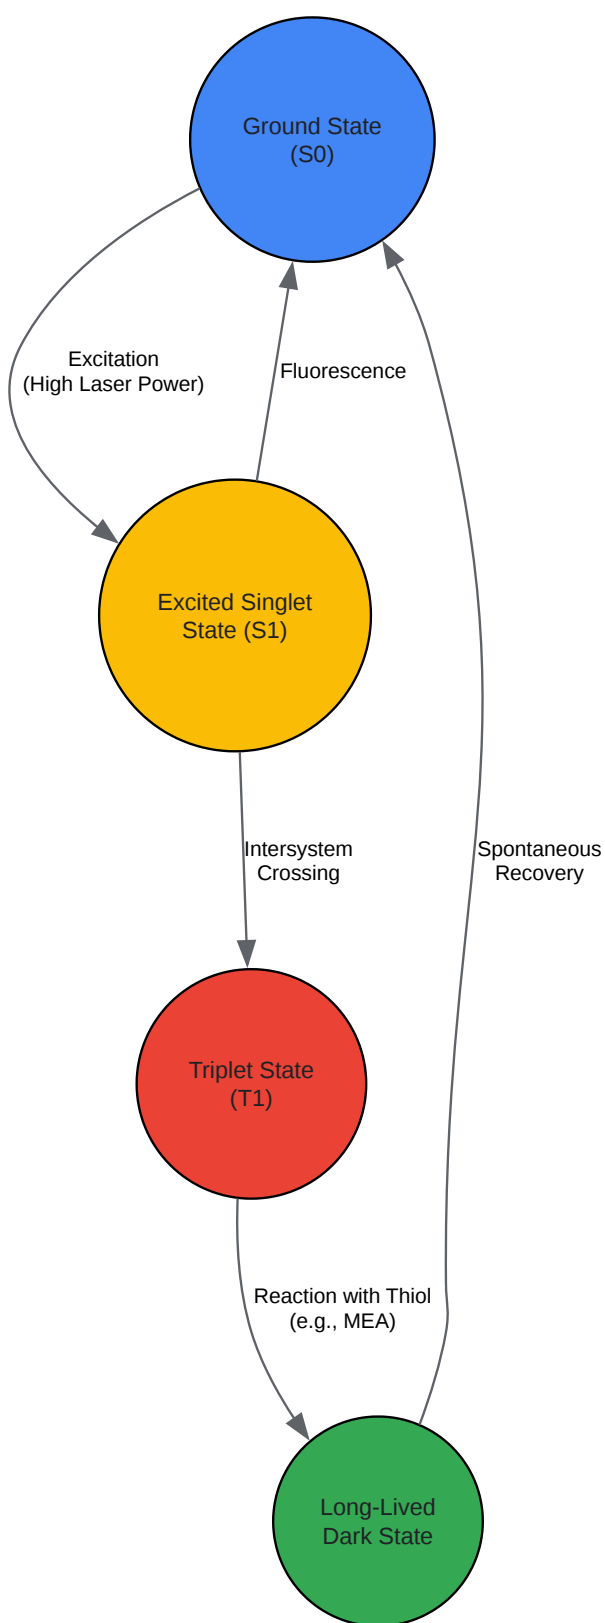 Ground State
(S0)
Excitation
(High Laser Power)
Fluorescence
Excited Singlet
State (S1)
Intersystem
Crossing
Spontaneous
Recovery
Triplet State
(T1)
Reaction with Thiol
(e.g., MEA)
Long-Lived
Dark State